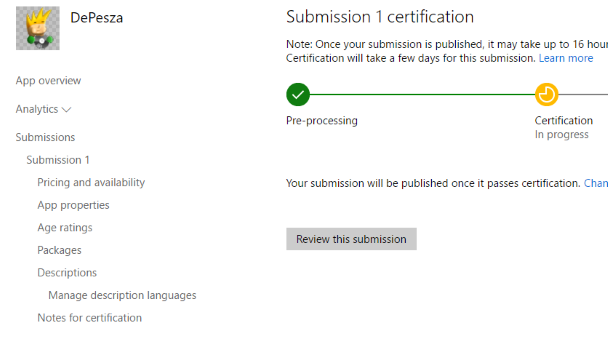 DePesza
Submission 1 certification
Note: Once your submission is published, it may take up to 16
Certification will take a few days for this submission. Learn more
App overview
Analytics
Submissions
Pre-processing
Certification
In progress
Submission 1
Pricing and availability
Your submission will be published once it passes certification.
App properties
Age ratings
Review this submission
Packages
Descriptions
Manage description languages
Notes for certification